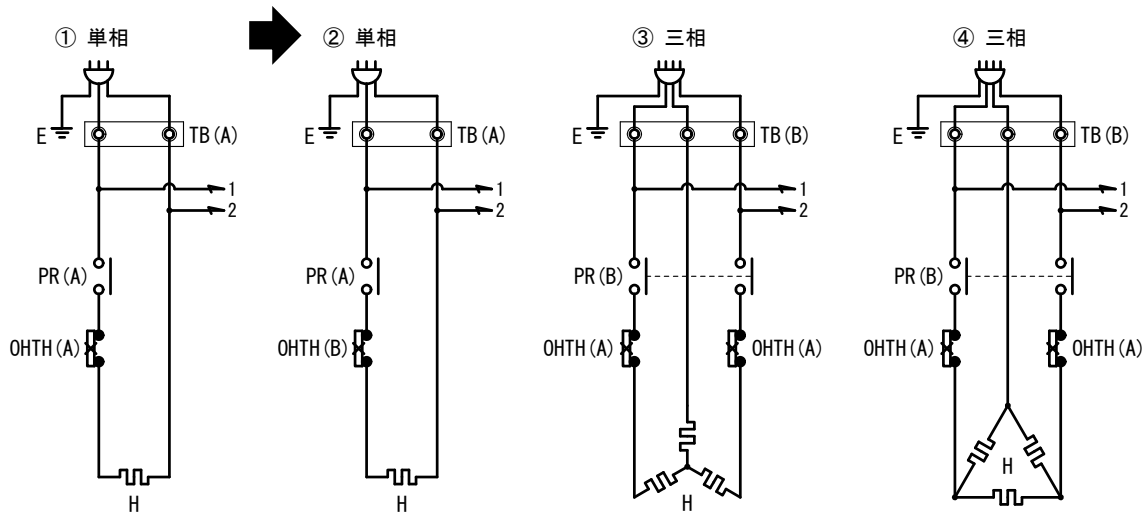 ① 単相
② 単相
③ 三相
④ 三相
E
TB(A)
E
TB(A)
E
TB(B)
E
TB(B)
1
1
1
1
2
2
2
2
PR(A)
PR(A)
PR(B)
PR(B)
OHTH(A)
OHTH(B)
OHTH(A)
OHTH(A)
OHTH(A)
OHTH(A)
H
H
H
H